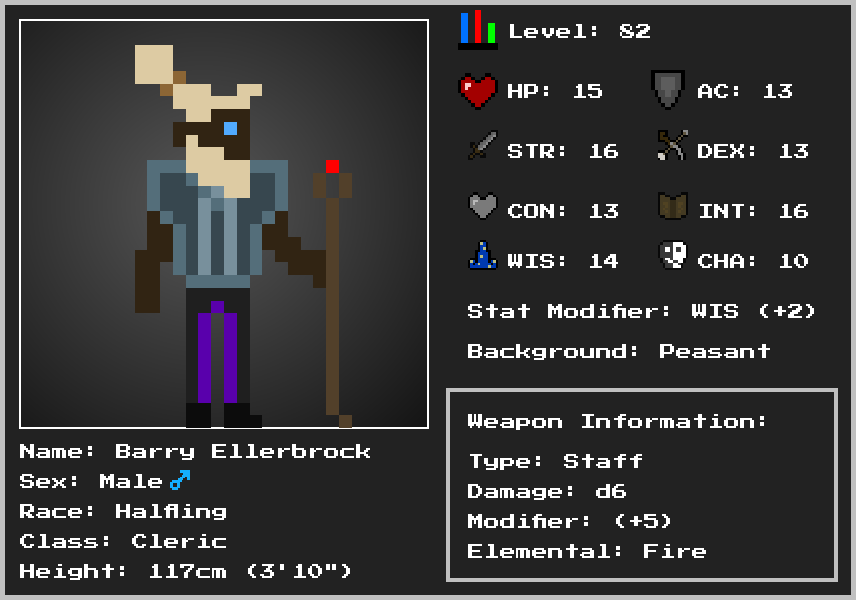 Level: 82
HP: 15 AC: 13
STR: 16 DEX: 13
CON: 13 INT: 16
WIS: 14 CHA: 10
Stat Modifier: WIS (+2)
Background: Peasant
Weapon Information:
Type: Staff
Damage: d6
Modifier: (+5)
Elemental: Fire
Name: Barry Ellerbrock
Sex: Male♂
Race: Halfling
Class: Cleric
Height: 117cm (3'10")